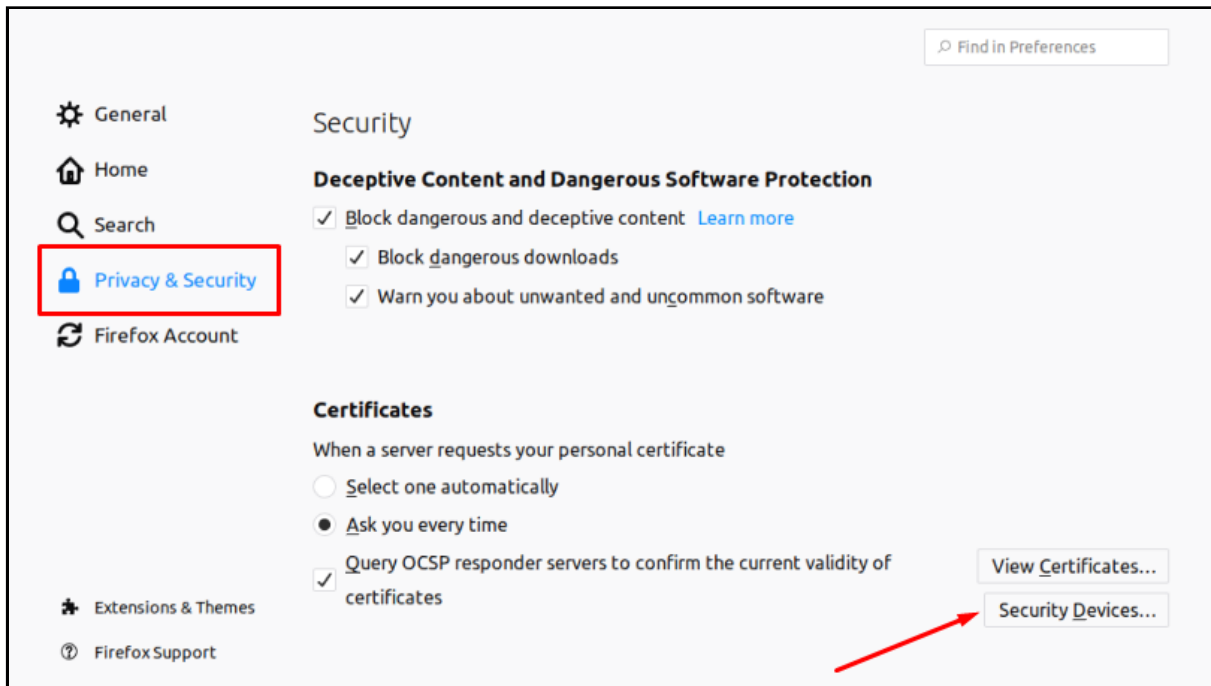 Find in Preferences
General
Home
Search
Privacy & Security
Firefox Account
Extensions & Themes
Firefox Support
Security
Deceptive Content and Dangerous Software Protection
Block dangerous and deceptive content Learn more
Block dangerous downloads
Warn you about unwanted and uncommon software
Certificates
When a server requests your personal certificate
Select one automatically
Ask you every time
Query OCSP responder servers to confirm the current validity of
certificates
View Certificates...
Security Devices...